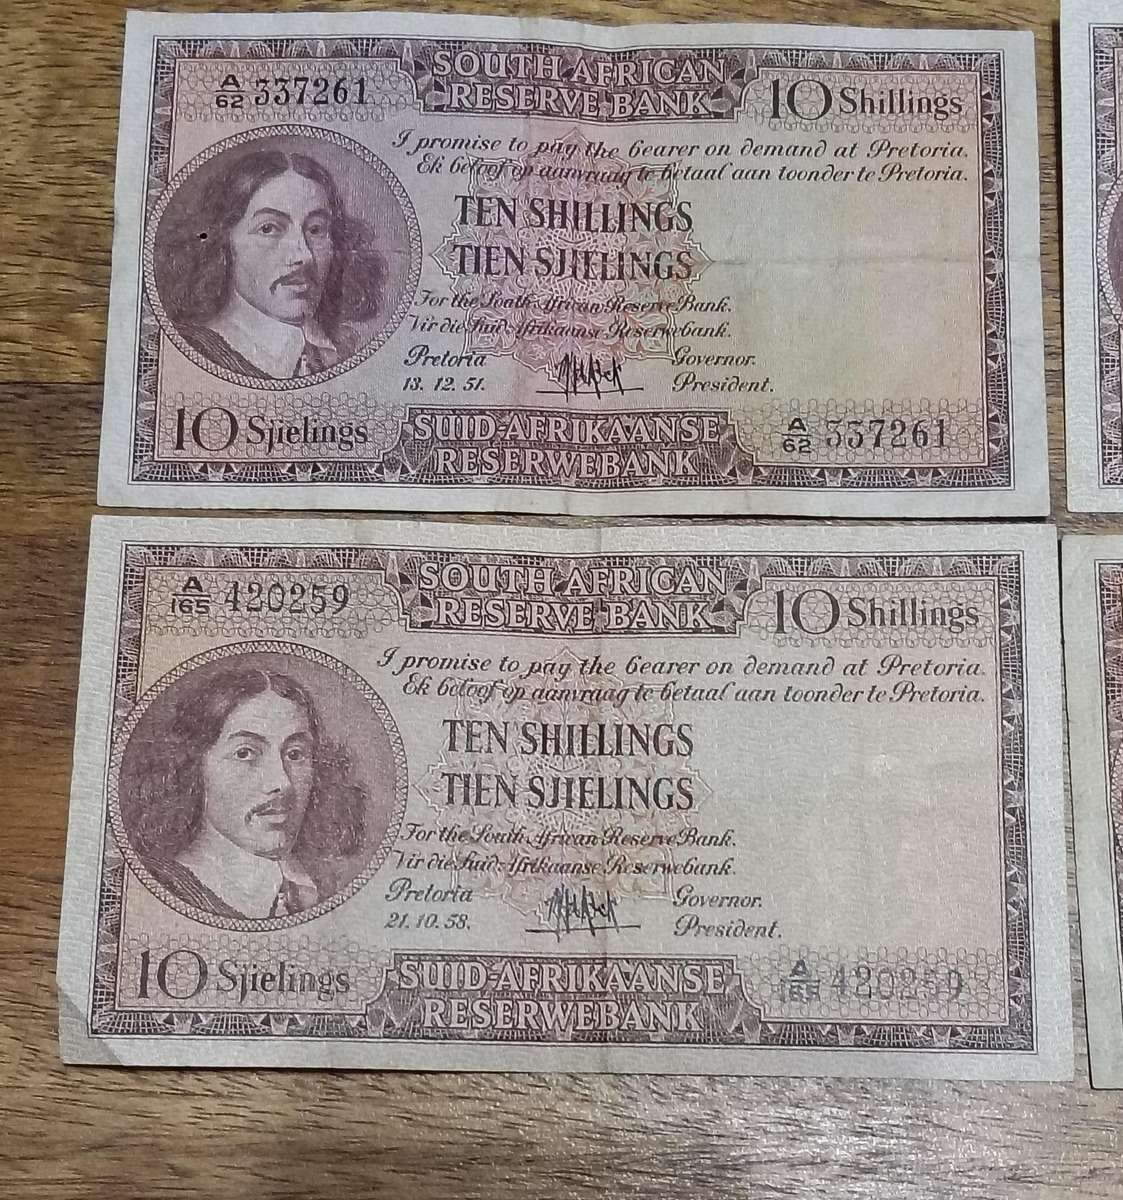 A/62 337261
SOUTH AFRICAN
RESERVE BANK
10 Shillings
I promise to pay the bearer on demand at Pretoria.
Ek beloof op aanvraag te betaal aan toonder te Pretoria.
TEN SHILLINGS
TIEN SJIELINGS
For the South African Reserve Bank.
Vir die Suid-Afrikaanse Reserwebank.
Pretoria
Governor.
13. 12. 51.
President.
10 Sjielings
SUID-AFRIKAANSE
RESERWEBANK
A/62 337261
A/165 420259
SOUTH AFRICAN
RESERVE BANK
10 Shillings
I promise to pay the bearer on demand at Pretoria.
Ek beloof op aanvraag te betaal aan toonder te Pretoria.
TEN SHILLINGS
TIEN SJIELINGS
For the South African Reserve Bank.
Vir die Suid-Afrikaanse Reserwebank.
Pretoria
Governor.
21. 10. 58.
President.
10 Sjielings
SUID-AFRIKAANSE
RESERWEBANK
A/165 420259